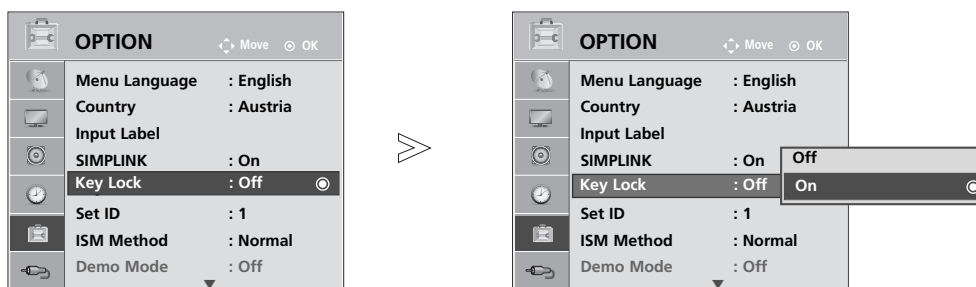 OPTION Move OK
Menu Language : English
Country : Austria
Input Label
SIMPLINK : On
Key Lock : Off
Set ID : 1
ISM Method : Normal
Demo Mode : Off
OPTION Move OK
Menu Language : English
Country : Austria
Input Label
SIMPLINK : On
Key Lock : Off
Set ID : 1
ISM Method : Normal
Demo Mode : Off
Off
On